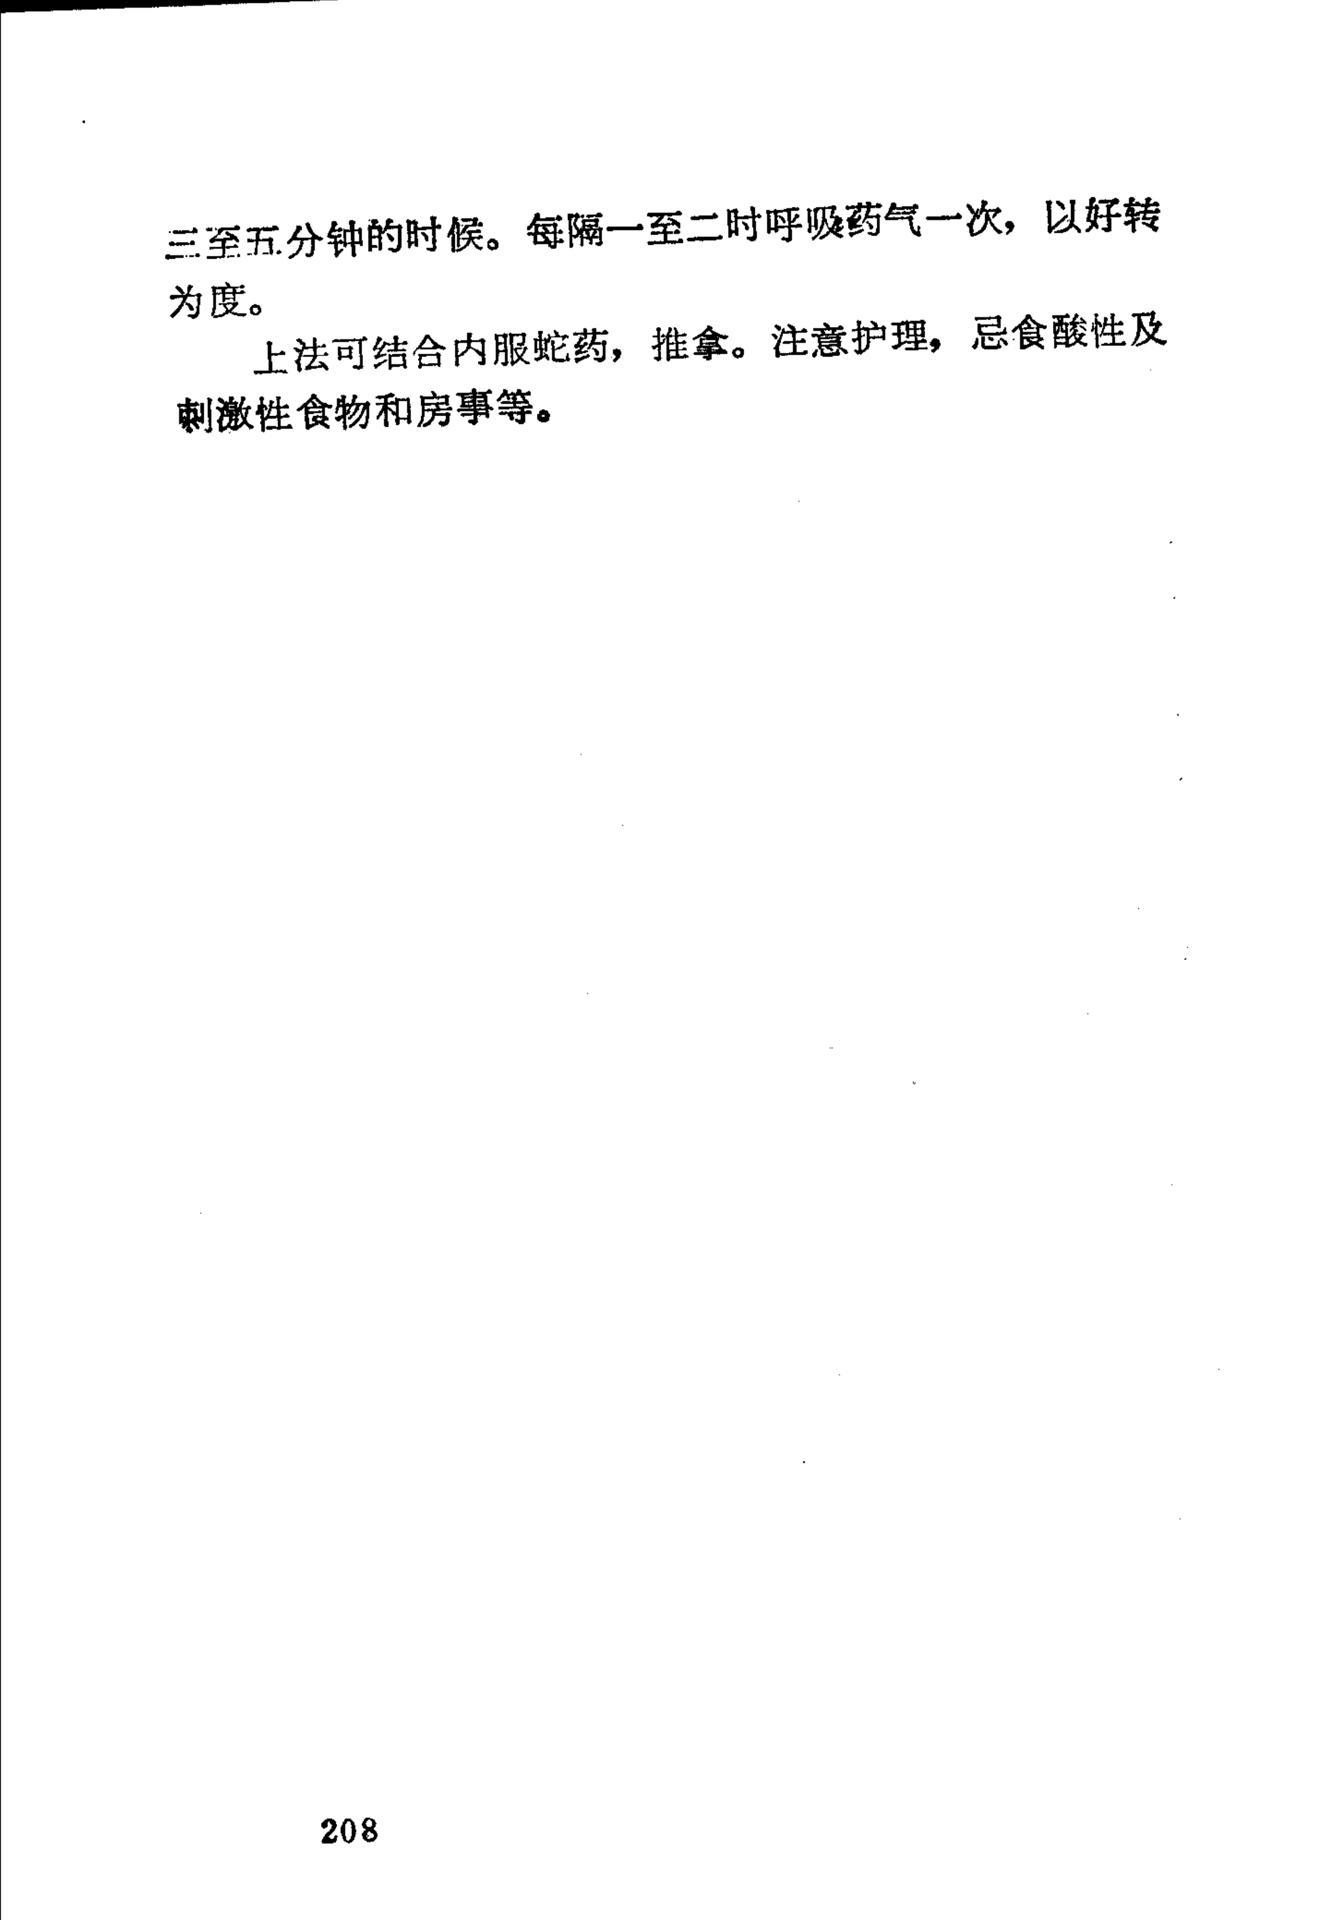 三至五分钟的时候。每隔一至二时呼吸药气一次，以好转
为度。
上法可结合内服蛇药，推拿。注意护理，忌食酸性及
刺激性食物和房事等。
208